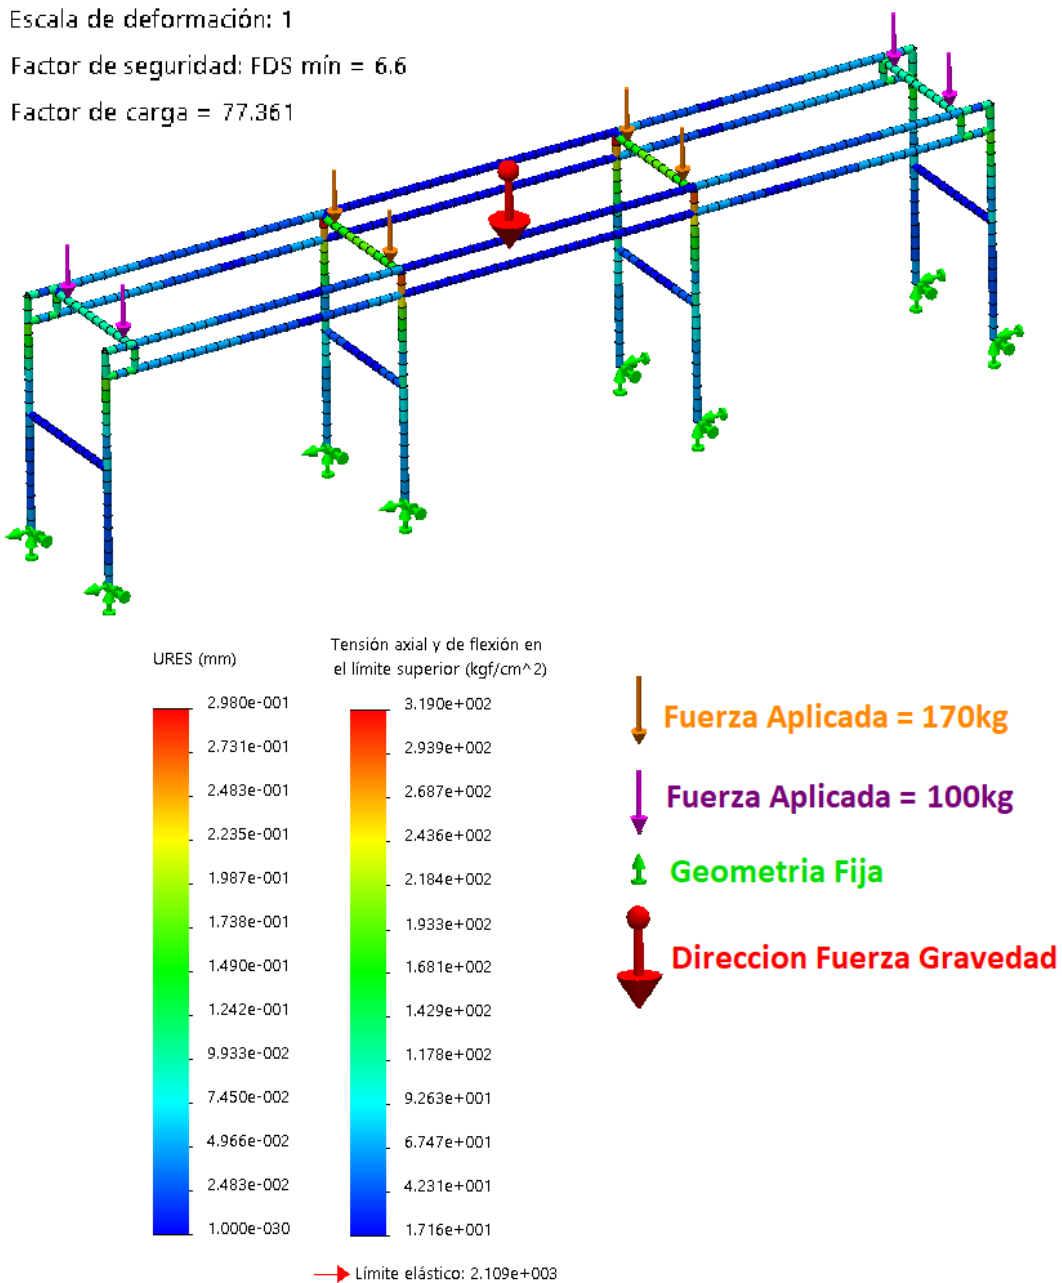 Escala de deformación: 1
Factor de seguridad: FDS mín = 6.6
Factor de carga = 77.361
URES (mm)
2.980e-001
2.731e-001
2.483e-001
2.235e-001
1.987e-001
1.738e-001
1.490e-001
1.242e-001
9.933e-002
7.450e-002
4.966e-002
2.483e-002
1.000e-030
Tensión axial y de flexión en
el límite superior (kgf/cm^2)
3.190e+002
2.939e+002
2.687e+002
2.436e+002
2.184e+002
1.933e+002
1.681e+002
1.429e+002
1.178e+002
9.263e+001
6.747e+001
4.231e+001
1.716e+001
Límite elástico: 2.109e+003
Fuerza Aplicada = 170kg
Fuerza Aplicada = 100kg
Geometria Fija
Direccion Fuerza Gravedad